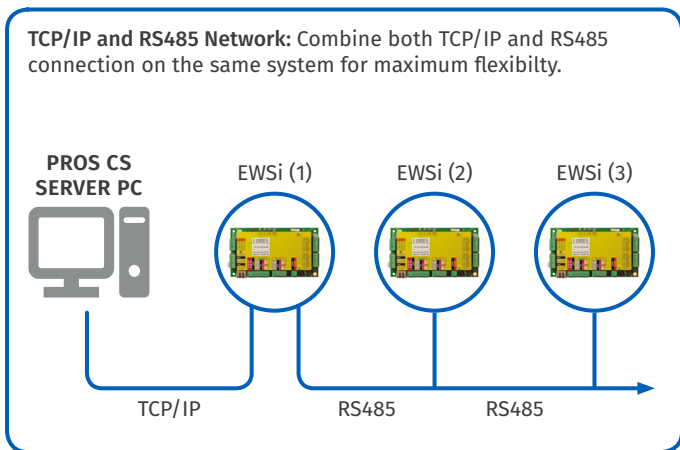 TCP/IP and RS485 Network: Combine both TCP/IP and RS485
connection on the same system for maximum flexibilty.
PROS CS
SERVER PC
EWSi (1)
EWSi (2)
EWSi (3)
TCP/IP
RS485
RS485